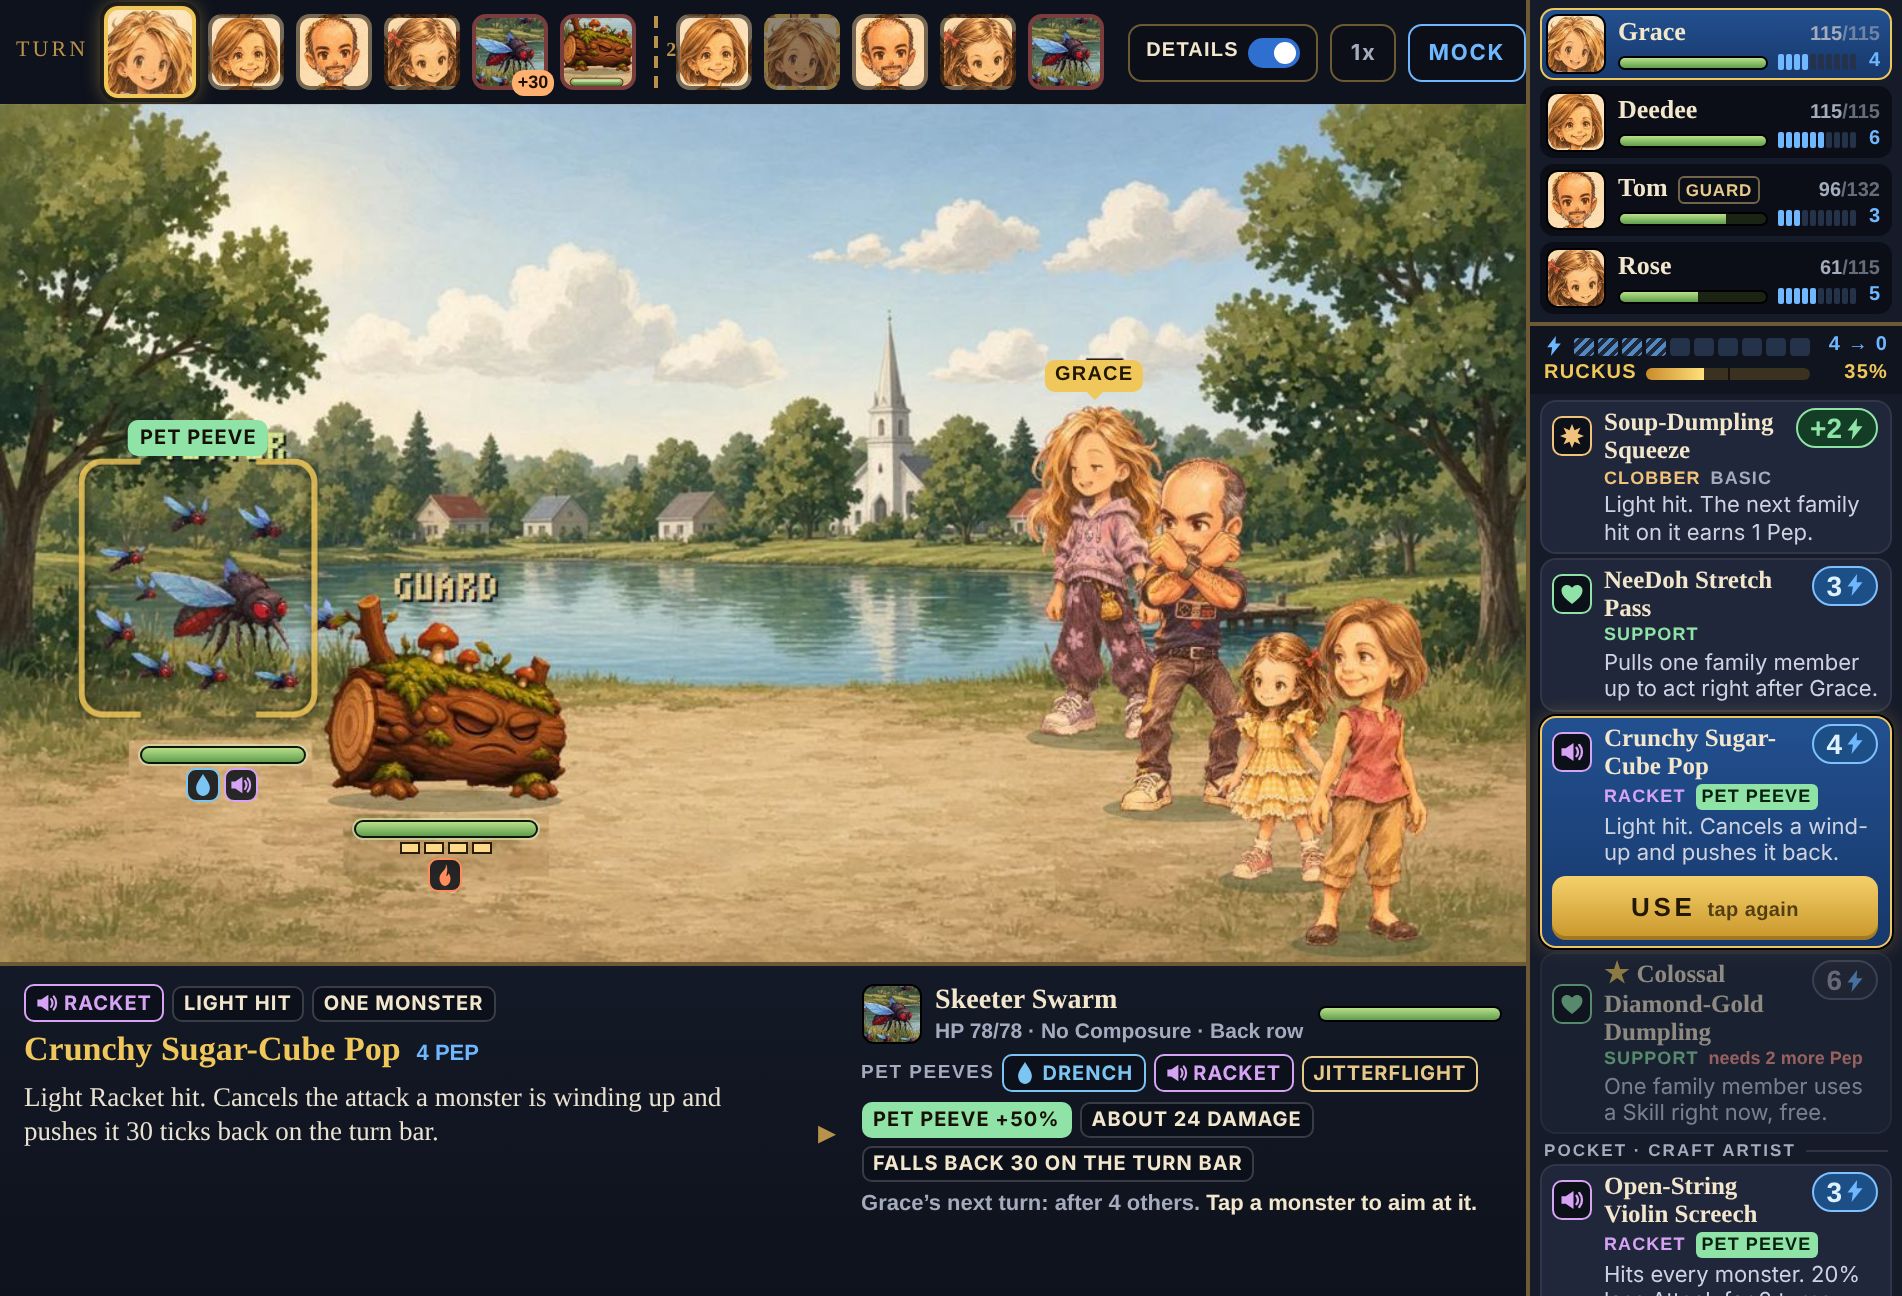 TURN
+30
2
DETAILS
1x
MOCK
Grace
115/115
4
Deedee
115/115
6
Tom
GUARD
96/132
3
Rose
61/115
5
4 → 0
RUCKUS
35%
PET PEEVE
GUARD
GRACE
Soup-Dumpling
Squeeze
+2
CLOBBER BASIC
Light hit. The next family
hit on it earns 1 Pep.
NeeDoh Stretch
Pass
3
SUPPORT
Pulls one family member
up to act right after Grace.
Crunchy Sugar-
Cube Pop
4
RACKET PET PEEVE
Light hit. Cancels a wind-
up and pushes it back.
USE tap again
★ Colossal
Diamond-Gold
Dumpling
6
SUPPORT needs 2 more Pep
One family member uses
a Skill right now, free.
POCKET · CRAFT ARTIST
Open-String
Violin Screech
3
RACKET PET PEEVE
Hits every monster. 20%
RACKET
LIGHT HIT
ONE MONSTER
Crunchy Sugar-Cube Pop 4 PEP
Light Racket hit. Cancels the attack a monster is winding up and
pushes it 30 ticks back on the turn bar.
▶
Skeeter Swarm
HP 78/78 · No Composure · Back row
PET PEEVES
DRENCH
RACKET
JITTERFLIGHT
PET PEEVE +50%
ABOUT 24 DAMAGE
FALLS BACK 30 ON THE TURN BAR
Grace’s next turn: after 4 others. Tap a monster to aim at it.